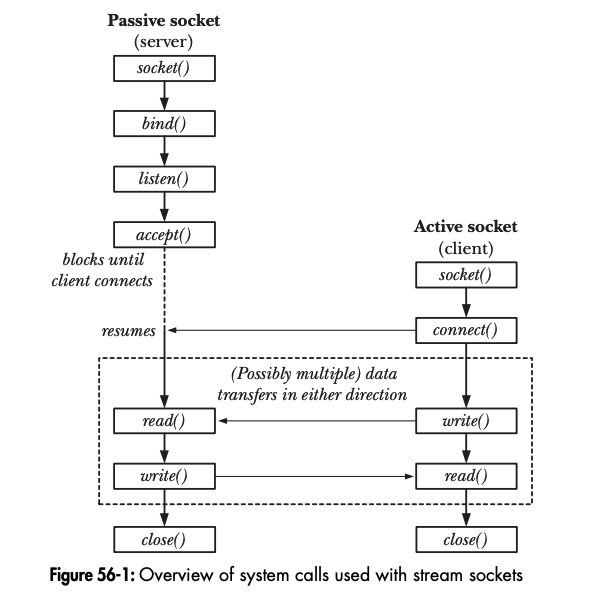 Passive socket
(server)
socket()
bind()
listen()
accept()
blocks until
client connects
Active socket
(client)
socket()
resumes
connect()
(Possibly multiple) data
transfers in either direction
read()
write()
write()
read()
close()
close()
Figure 56-1: Overview of system calls used with stream sockets